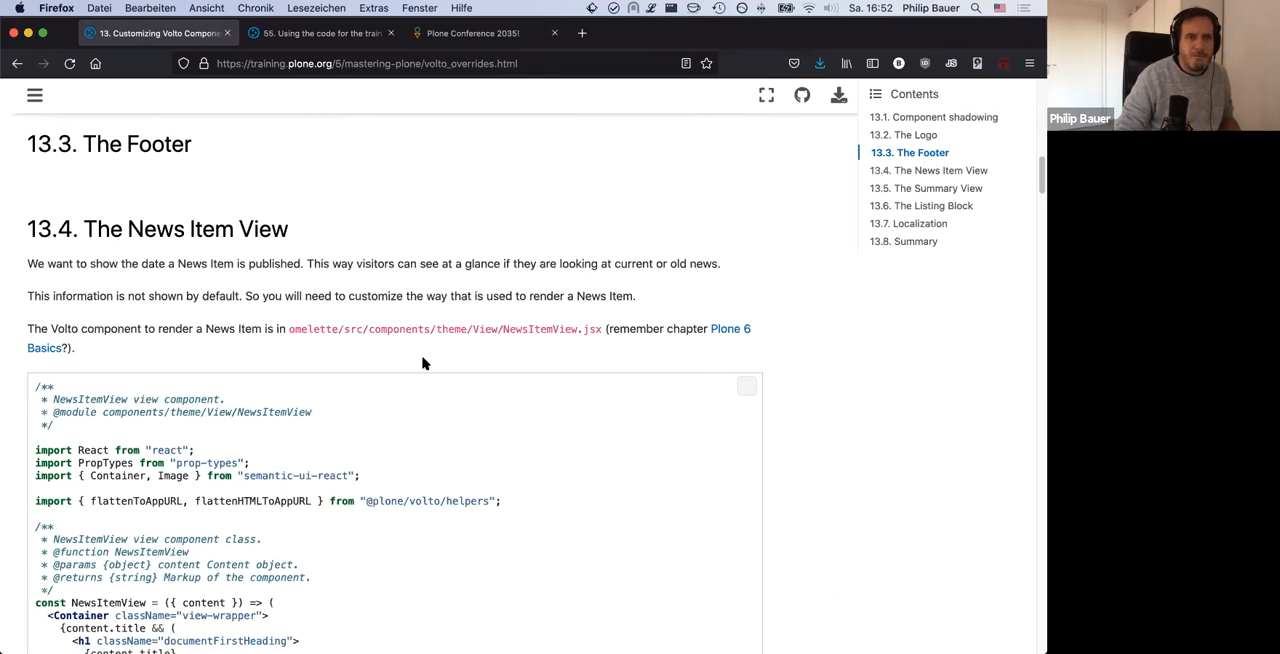 Firefox Datei Bearbeiten Ansicht Chronik Lesezeichen Extras Fenster Hilfe Sa. 16:52 Philip Bauer
13. Customizing Volto Compone
55. Using the code for the train
Plone Conference 2035!
https://training.plone.org/5/mastering-plone/volto_overrides.html
Philip Bauer
Contents
13.1. Component shadowing
13.2. The Logo
13.3. The Footer
13.4. The News Item View
13.5. The Summary View
13.6. The Listing Block
13.7. Localization
13.8. Summary
13.3. The Footer
13.4. The News Item View
We want to show the date a News Item is published. This way visitors can see at a glance if they are looking at current or old news.
This information is not shown by default. So you will need to customize the way that is used to render a News Item.
The Volto component to render a News Item is in omelette/src/components/theme/View/NewsItemView.jsx (remember chapter Plone 6
Basics?).
/**
* NewsItemView view component.
* @module components/theme/View/NewsItemView
*/
import React from "react";
import PropTypes from "prop-types";
import { Container, Image } from "semantic-ui-react";
import { flattenToAppURL, flattenHTMLToAppURL } from "@plone/volto/helpers";
/**
* NewsItemView view component class.
* @function NewsItemView
* @params {object} content Content object.
* @returns {string} Markup of the component.
*/
const NewsItemView = ({ content }) => (
<Container className="view-wrapper">
{content.title && (
<h1 className="documentFirstHeading">
{content.title}